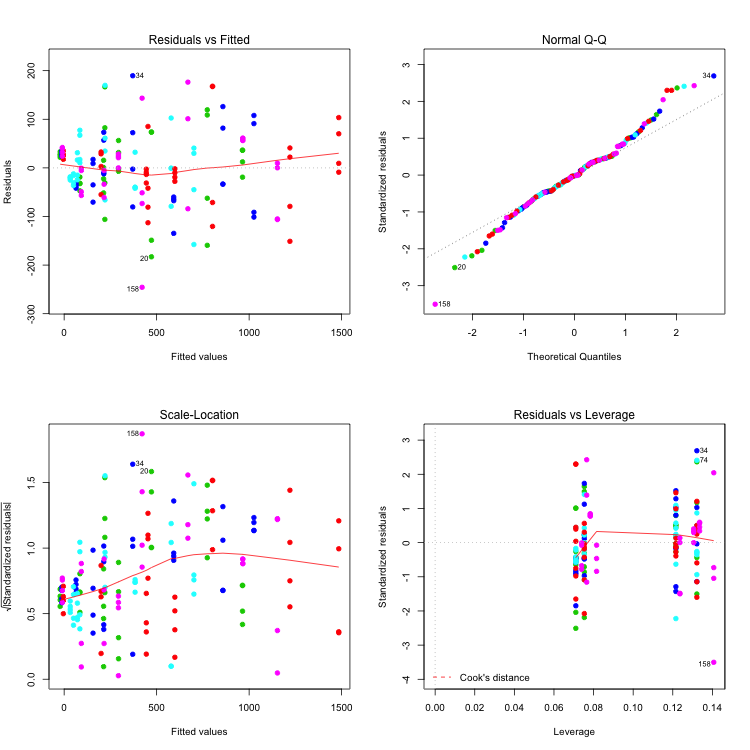 Residuals vs Fitted
Residuals
200
100
0
-100
-200
-300
34
20
158
0 500 1000 1500
Fitted values
Normal Q-Q
Standardized residuals
3
2
1
0
-1
-2
-3
34
20
158
-2 -1 0 1 2
Theoretical Quantiles
Scale-Location
√|Standardized residuals|
1.5
1.0
0.5
0.0
158
34
20
0 500 1000 1500
Fitted values
Residuals vs Leverage
Standardized residuals
3
2
1
0
-1
-2
-3
-4
34
74
158
Cook's distance
0.00 0.02 0.04 0.06 0.08 0.10 0.12 0.14
Leverage